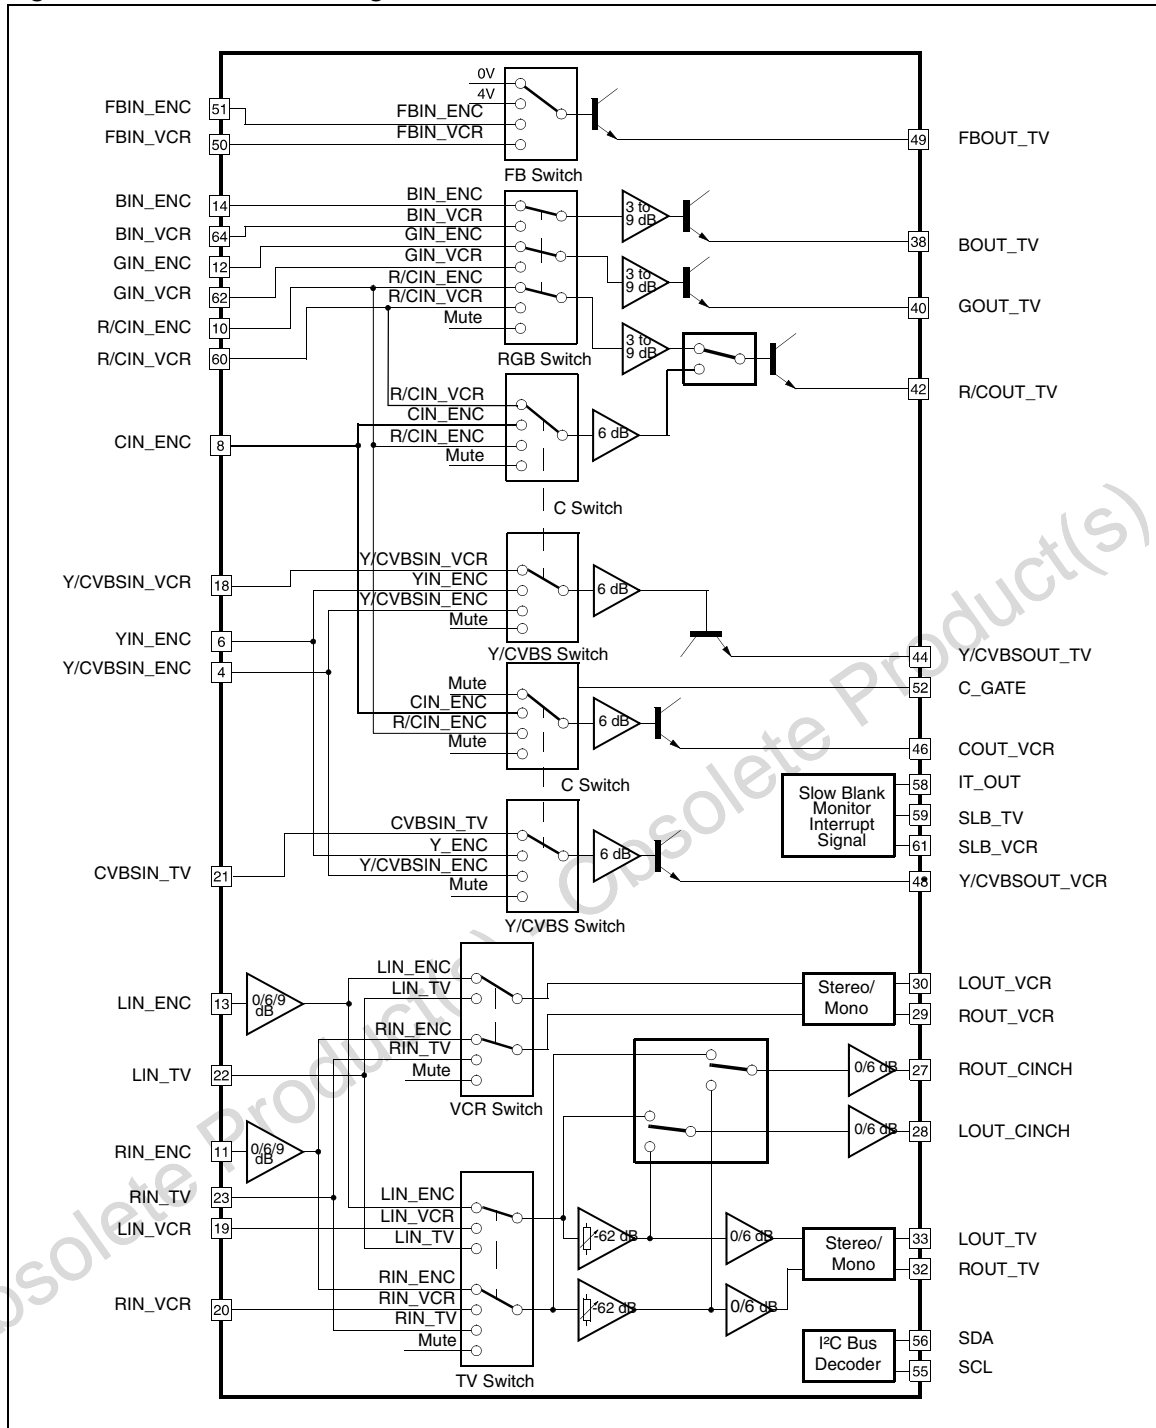 0V
4V
FBIN_ENC 51 FBIN_ENC
FBIN_VCR 50 FBIN_VCR
49 FBOUT_TV
FB Switch
BIN_ENC 14 BIN_ENC
BIN_VCR 64 BIN_VCR
GIN_ENC 12 GIN_ENC
GIN_VCR 62 GIN_VCR
R/CIN_ENC 10 R/CIN_ENC
R/CIN_VCR 60 R/CIN_VCR
Mute
RGB Switch
3 to
9 dB
38 BOUT_TV
3 to
9 dB
40 GOUT_TV
3 to
9 dB
42 R/COUT_TV
CIN_ENC 8
R/CIN_VCR
CIN_ENC
R/CIN_ENC
Mute
6 dB
C Switch
Y/CVBSIN_VCR 18 Y/CVBSIN_VCR
YIN_ENC 6 YIN_ENC
Y/CVBSIN_ENC 4 Y/CVBSIN_ENC
Mute
6 dB
Y/CVBS Switch
44 Y/CVBSOUT_TV
52 C_GATE
Mute
CIN_ENC
R/CIN_ENC
Mute
6 dB
46 COUT_VCR
C Switch
Slow Blank
Monitor
Interrupt
Signal
58 IT_OUT
59 SLB_TV
61 SLB_VCR
CVBSIN_TV 21 CVBSIN_TV
Y_ENC
Y/CVBSIN_ENC
Mute
6 dB
48 Y/CVBSOUT_VCR
Y/CVBS Switch
LIN_ENC 13 0/6/9
dB
LIN_ENC
LIN_TV
RIN_ENC
RIN_TV
Mute
VCR Switch
LIN_TV 22
Stereo/
Mono
30 LOUT_VCR
29 ROUT_VCR
0/6 dB 27 ROUT_CINCH
0/6 dB 28 LOUT_CINCH
RIN_ENC 11 0/6/9
dB
RIN_TV 23
LIN_VCR 19
RIN_VCR 20
LIN_ENC
LIN_VCR
LIN_TV
RIN_ENC
RIN_VCR
RIN_TV
Mute
TV Switch
-62 dB
0/6 dB
-62 dB
0/6 dB
Stereo/
Mono
33 LOUT_TV
32 ROUT_TV
I²C Bus
Decoder
56 SDA
55 SCL
Obsolete Product(s) - Obsolete Product(s)